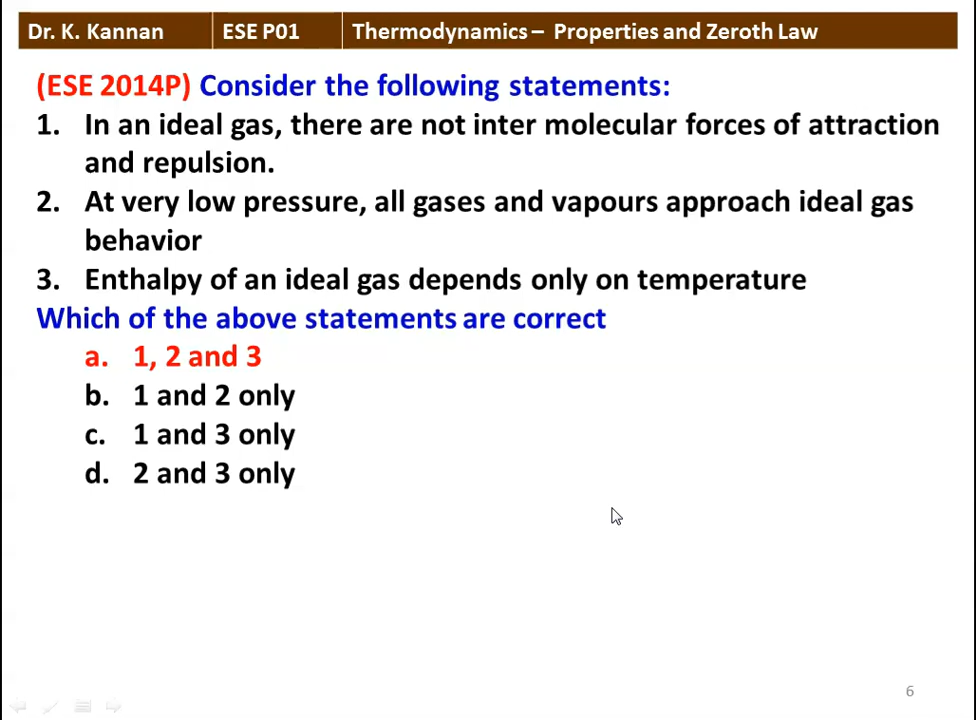 Dr. K. Kannan ESE P01 Thermodynamics – Properties and Zeroth Law
(ESE 2014P) Consider the following statements:
1. In an ideal gas, there are not inter molecular forces of attraction
and repulsion.
2. At very low pressure, all gases and vapours approach ideal gas
behavior
3. Enthalpy of an ideal gas depends only on temperature
Which of the above statements are correct
a. 1, 2 and 3
b. 1 and 2 only
c. 1 and 3 only
d. 2 and 3 only
6